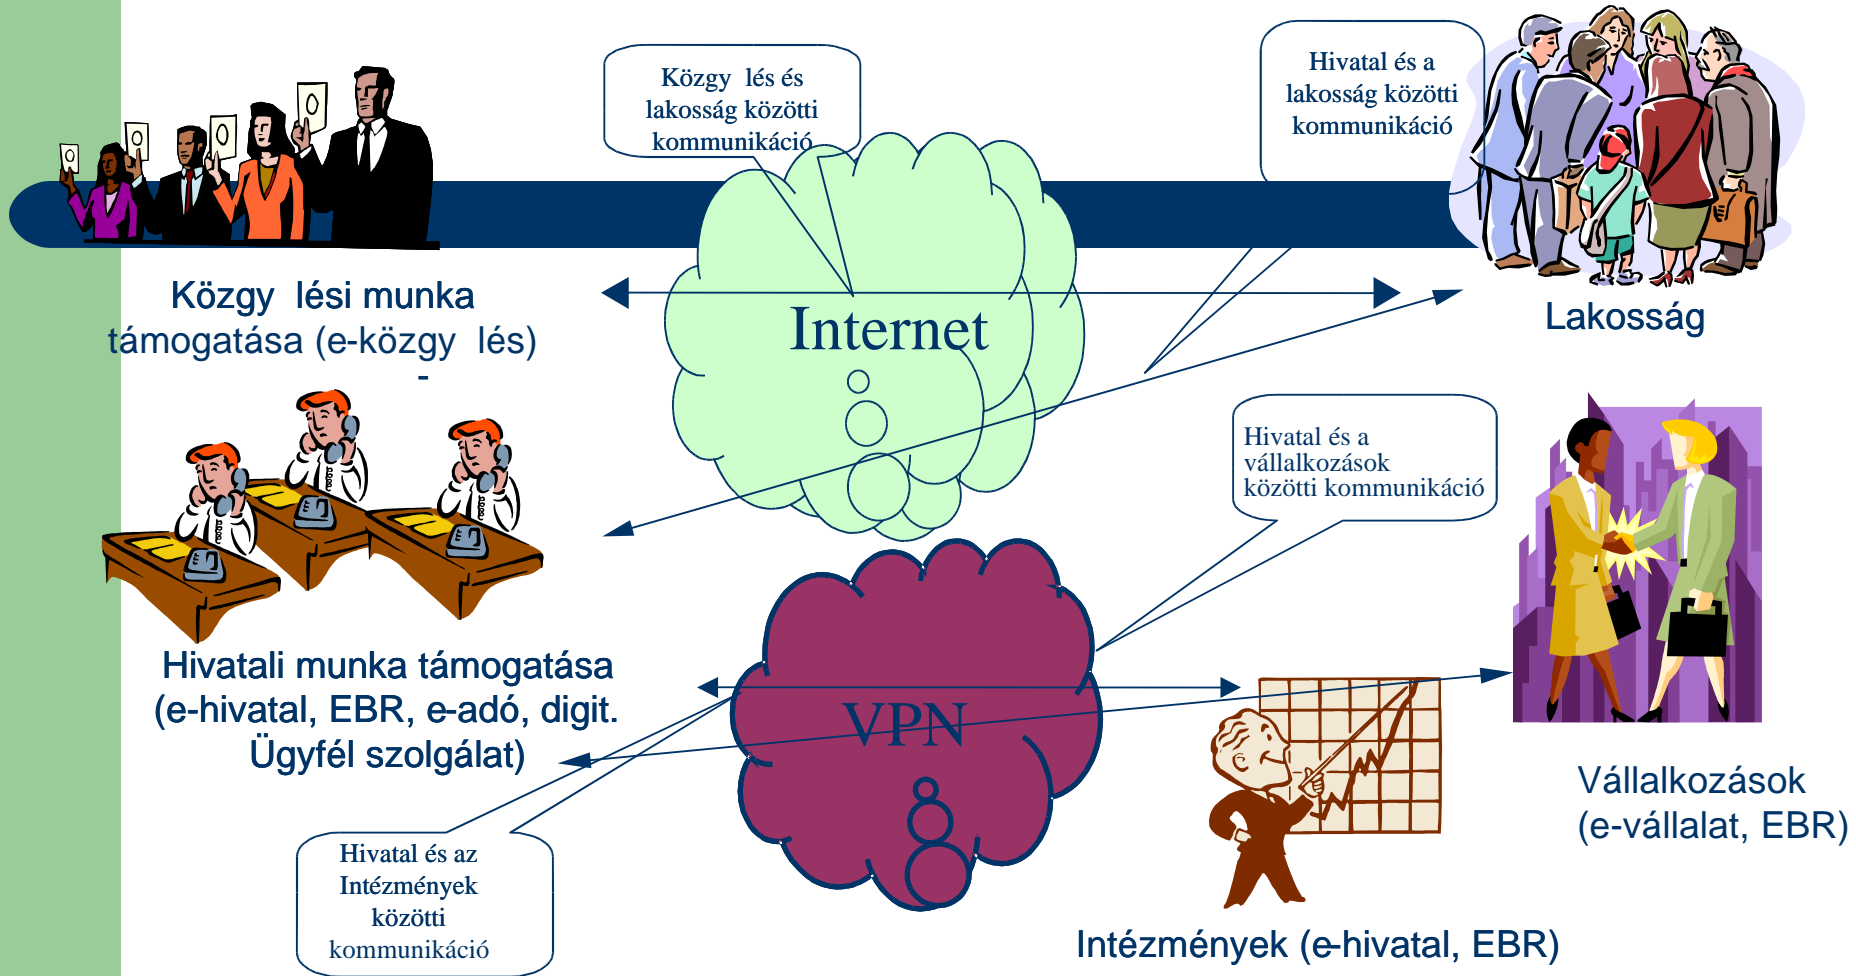 Közgy lés és
lakosság közötti
kommunikáció
Hivatal és a
lakosság közötti
kommunikáció
Közgy lési munka
támogatása (e-közgy lés)
-
Internet
Lakosság
Hivatal és a
vállalkozások
közötti kommunikáció
Hivatali munka támogatása
(e-hivatal, EBR, e-adó, digit.
Ügyfél szolgálat)
VPN
Vállalkozások
(e-vállalat, EBR)
Hivatal és az
Intézmények
közötti
kommunikáció
Intézmények (e-hivatal, EBR)